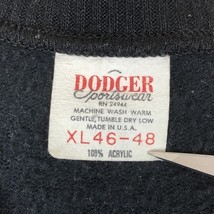 DODGER
Sportswear
RN 24944
MACHINE WASH WARM
GENTLE, TUMBLE DRY LOW
MADE IN U.S.A.
XL 46-48
100% ACRYLIC